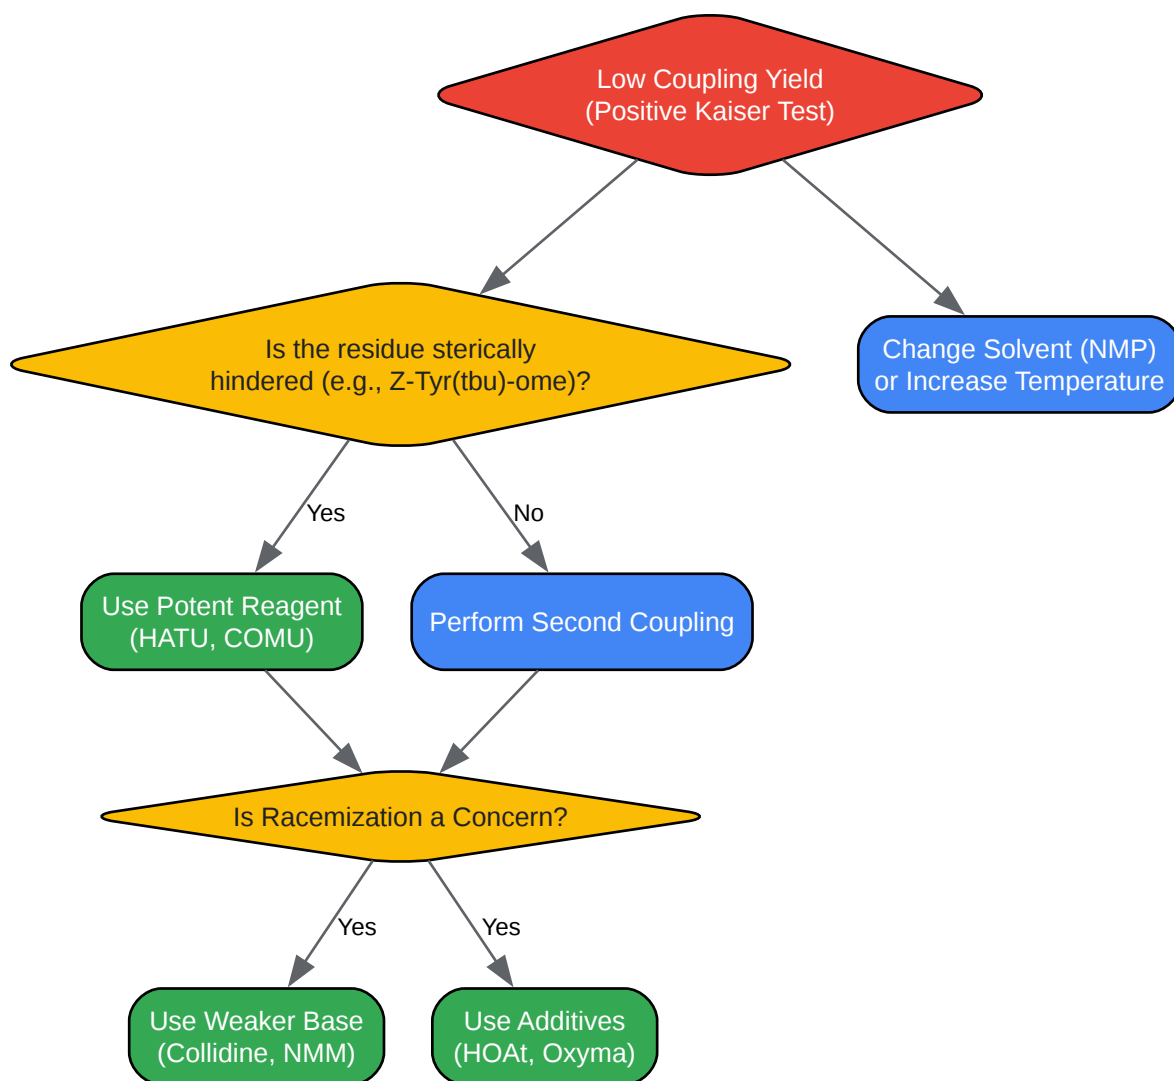 Low Coupling Yield
(Positive Kaiser Test)
Is the residue sterically
hindered (e.g., Z-Tyr(tbu)-ome)?
Change Solvent (NMP)
or Increase Temperature
Yes
No
Use Potent Reagent
(HATU, COMU)
Perform Second Coupling
Is Racemization a Concern?
Yes
Yes
Use Weaker Base
(Collidine, NMM)
Use Additives
(HOAt, Oxyma)